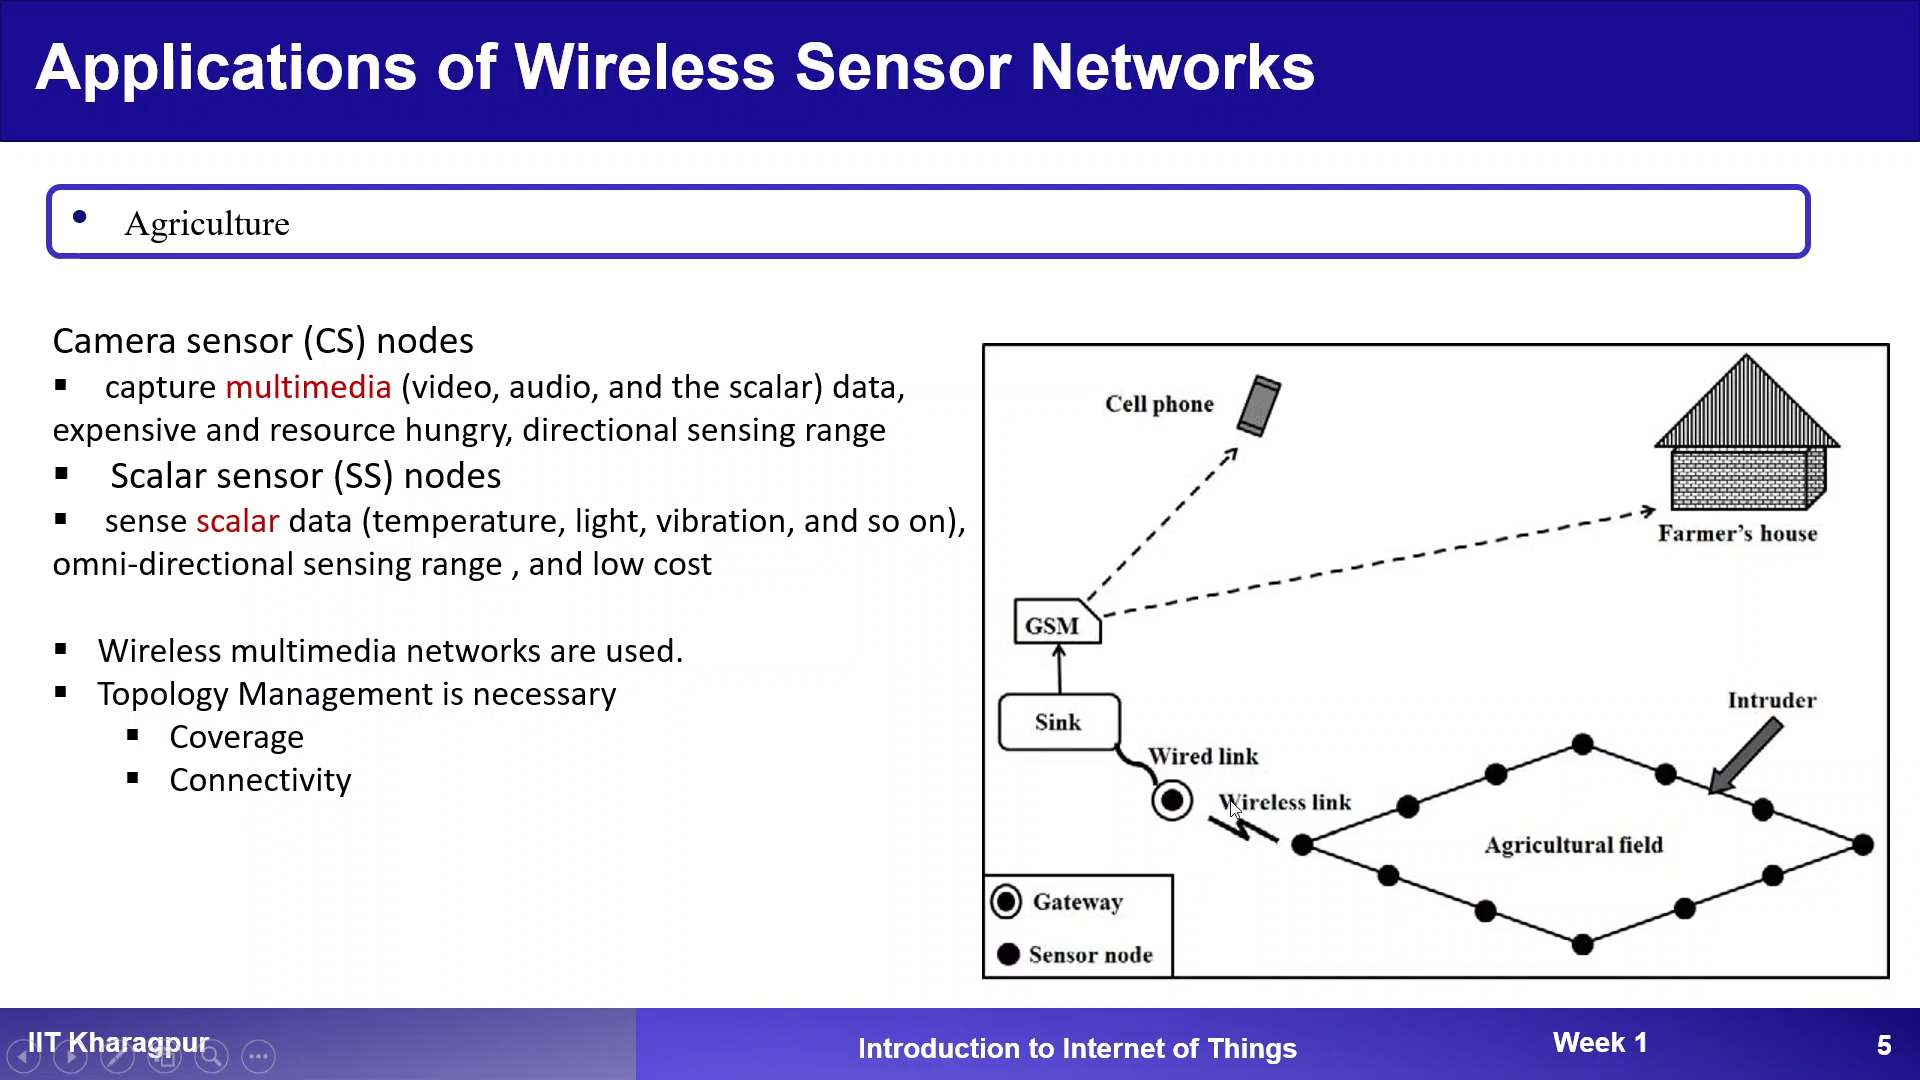 Applications of Wireless Sensor Networks
• Agriculture
Camera sensor (CS) nodes
▪ capture multimedia (video, audio, and the scalar) data,
expensive and resource hungry, directional sensing range
▪ Scalar sensor (SS) nodes
▪ sense scalar data (temperature, light, vibration, and so on),
omni-directional sensing range , and low cost
▪ Wireless multimedia networks are used.
▪ Topology Management is necessary
▪ Coverage
▪ Connectivity
Cell phone
Farmer's house
GSM
Sink
Intruder
Wired link
Wireless link
Agricultural field
Gateway
Sensor node
IIT Kharagpur
Introduction to Internet of Things
Week 1
5